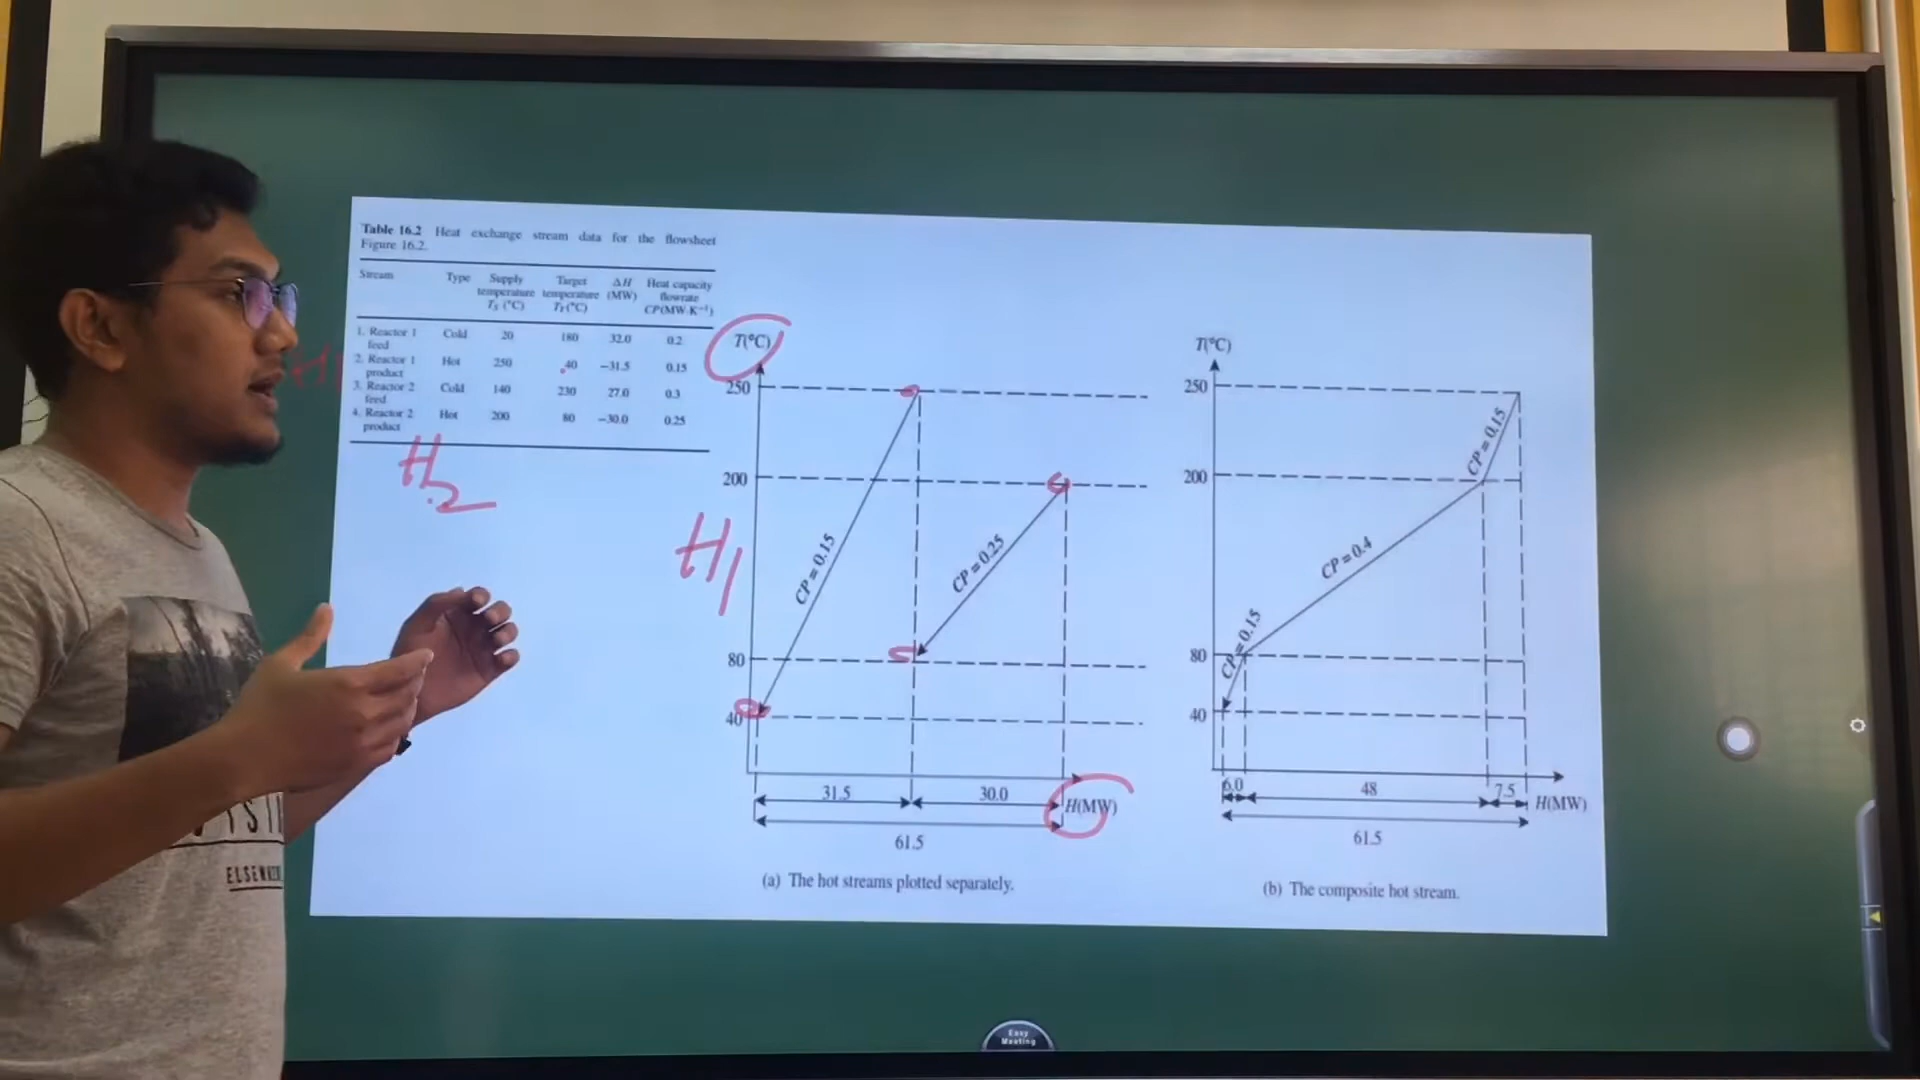 Table 16.2 Heat exchange stream data for the flowsheet
Figure 16.2.
Stream Type Supply temperature TS (°C) Target temperature TT (°C) ΔH (MW) Heat capacity flowrate CP (MW·K⁻¹)
1. Reactor 1 feed Cold 20 180 32.0 0.2
2. Reactor 1 product Hot 250 40 −31.5 0.15
3. Reactor 2 feed Cold 140 230 27.0 0.3
4. Reactor 2 product Hot 200 80 −30.0 0.25
H1
H2
H1
T(°C)
250
200
80
40
CP = 0.15
CP = 0.25
31.5
30.0
H(MW)
61.5
(a) The hot streams plotted separately.
T(°C)
250
200
80
40
CP = 0.15
CP = 0.4
CP = 0.15
6.0
48
7.5
H(MW)
61.5
(b) The composite hot stream.
Easy
Meeting